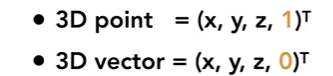 • 3D point = (x, y, z, 1)ᵀ
• 3D vector = (x, y, z, 0)ᵀ